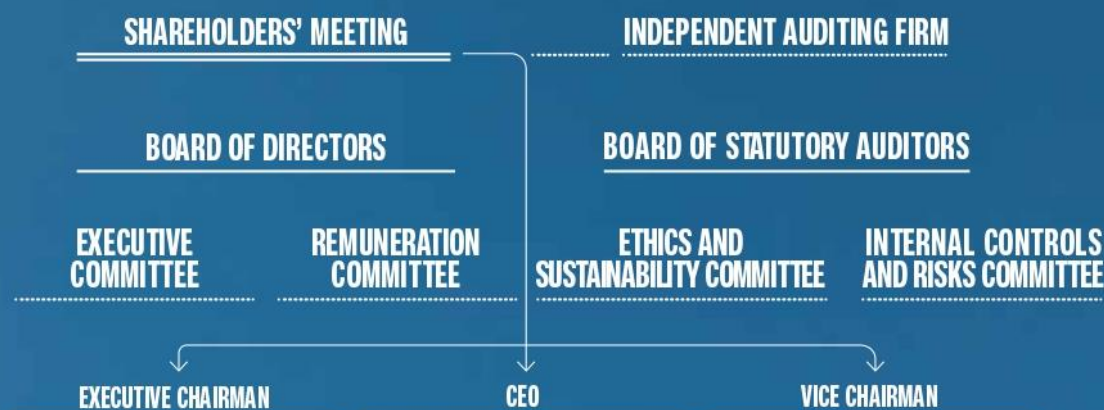 SHAREHOLDERS' MEETING
INDEPENDENT AUDITING FIRM
BOARD OF DIRECTORS
BOARD OF STATUTORY AUDITORS
EXECUTIVE
COMMITTEE
REMUNERATION
COMMITTEE
ETHICS AND
SUSTAINABILITY COMMITTEE
INTERNAL CONTROLS
AND RISKS COMMITTEE
EXECUTIVE CHAIRMAN
CEO
VICE CHAIRMAN